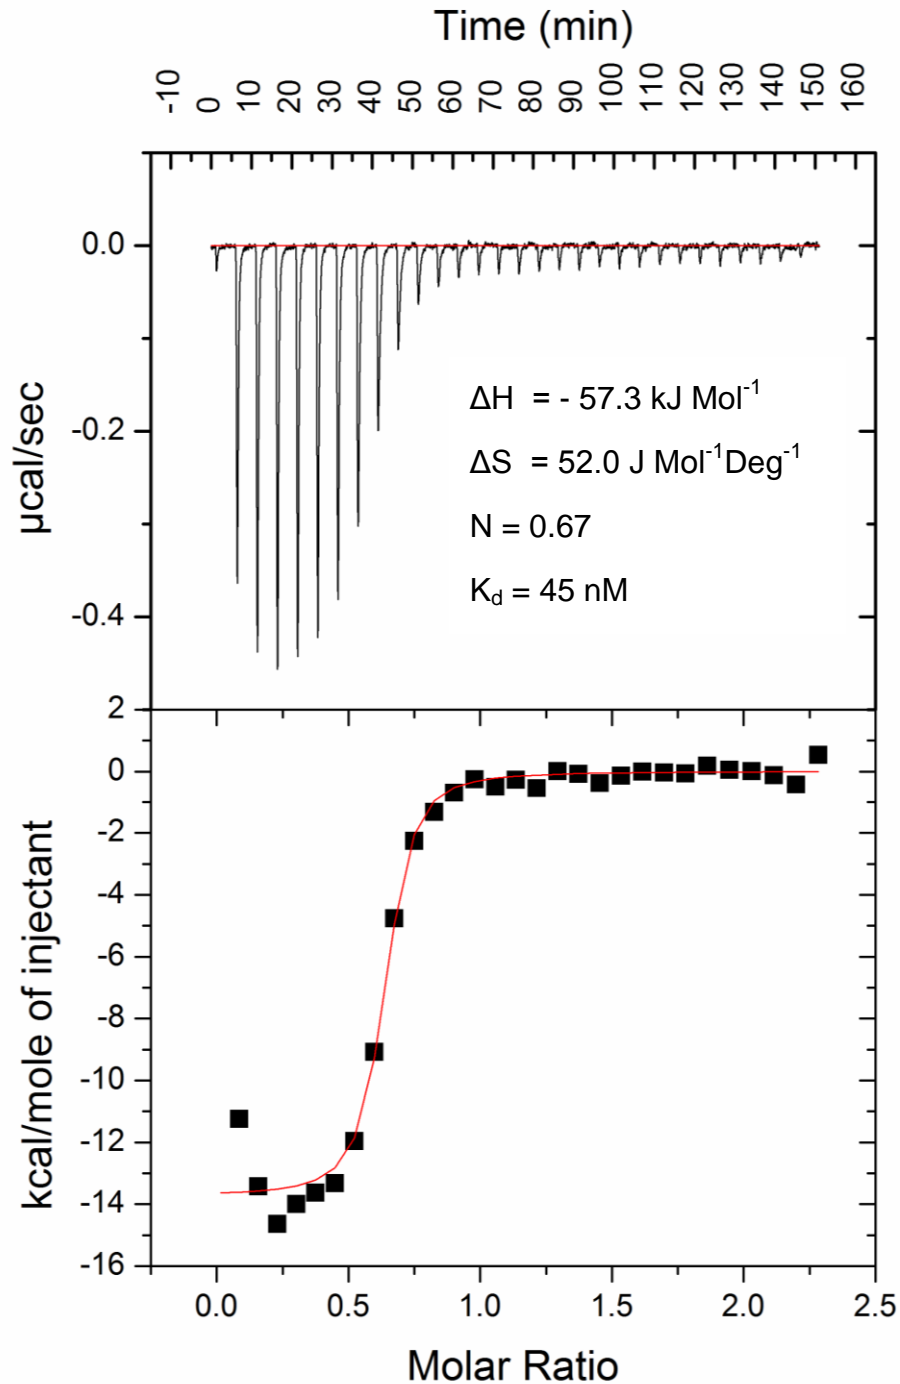 Time (min)
-10 0 10 20 30 40 50 60 70 80 90 100 110 120 130 140 150 160
0.0
-0.2
-0.4
µcal/sec
ΔH = - 57.3 kJ Mol⁻¹
ΔS = 52.0 J Mol⁻¹Deg⁻¹
N = 0.67
K_d = 45 nM
2
0
-2
-4
-6
-8
-10
-12
-14
-16
kcal/mole of injectant
0.0 0.5 1.0 1.5 2.0 2.5
Molar Ratio